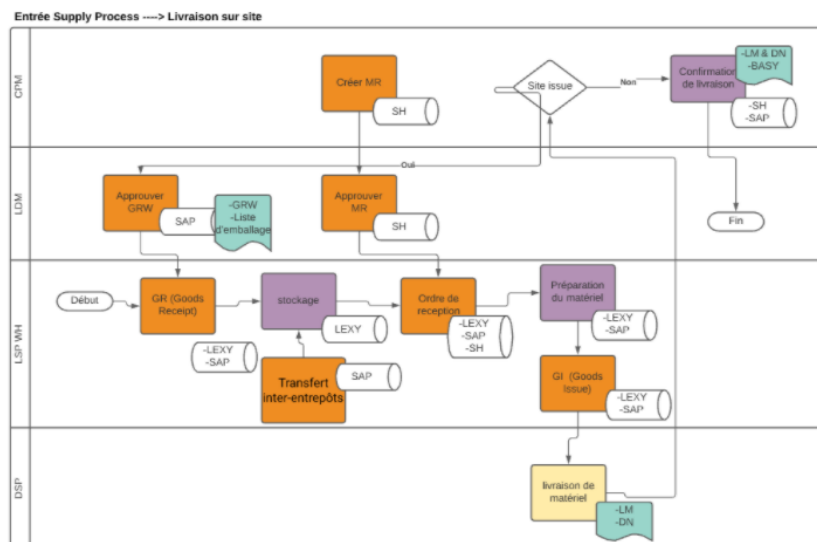 Entrée Supply Process ----> Livraison sur site
CPM
Créer MR
SH
Site issue
Non
Confirmation
de livraison
-LM & DN
-BASY
-SH
-SAP
Oui
LDM
Approuver
GRW
SAP
-GRW
-Liste
d'emballage
Approuver
MR
SH
Fin
LSP WH
Début
GR (Goods
Receipt)
-LEXY
-SAP
stockage
LEXY
Transfert
inter-entrepôts
SAP
Ordre de
reception
-LEXY
-SAP
-SH
Préparation
du matériel
-LEXY
-SAP
GI (Goods
Issue)
-LEXY
-SAP
DSP
livraison de
matériel
-LM
-DN